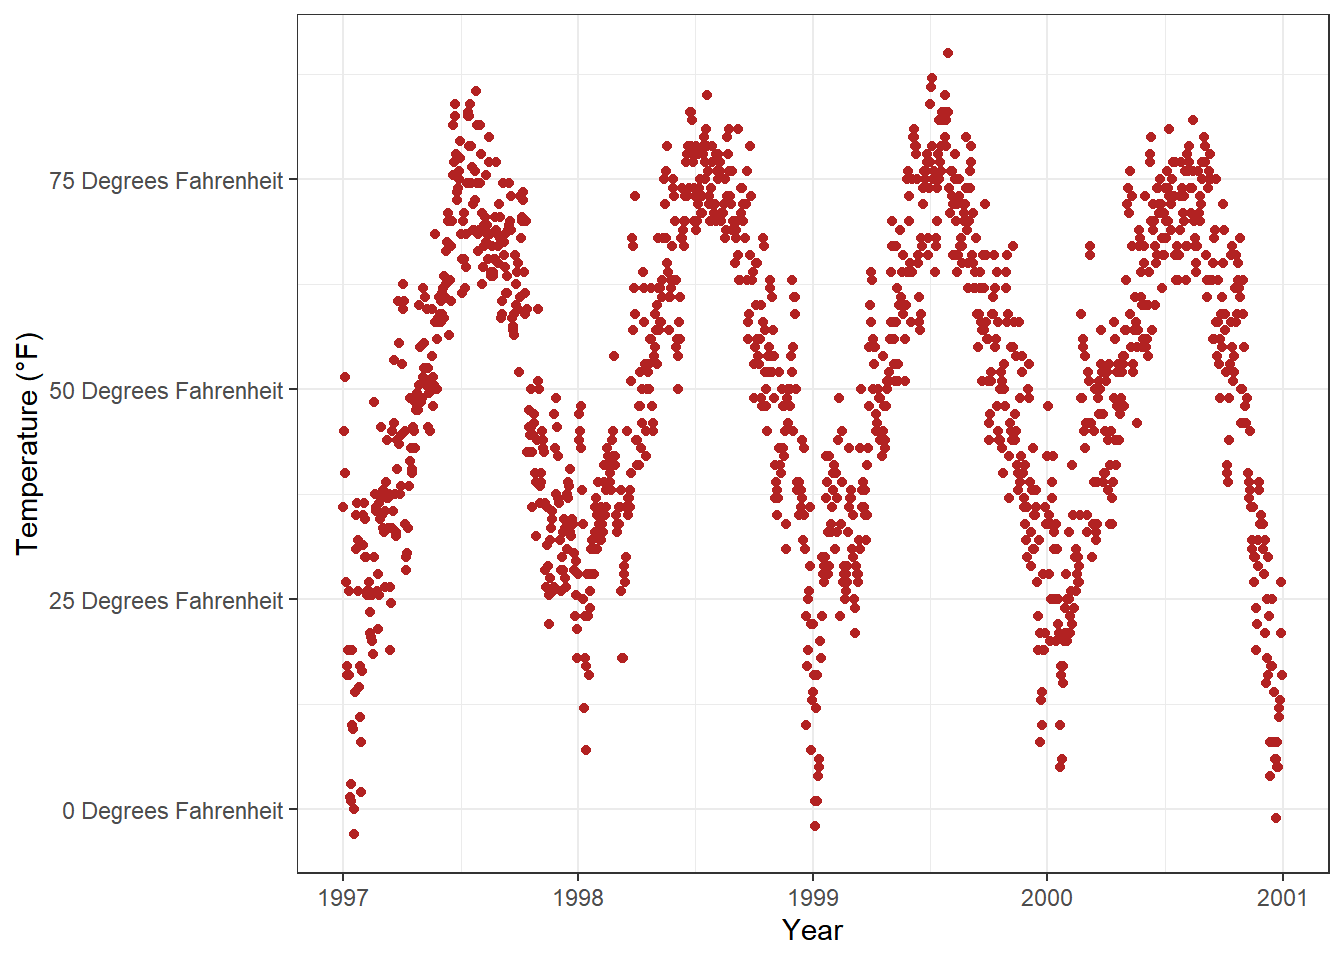 Temperature (°F)
75 Degrees Fahrenheit
50 Degrees Fahrenheit
25 Degrees Fahrenheit
0 Degrees Fahrenheit
1997 1998 1999 2000 2001
Year